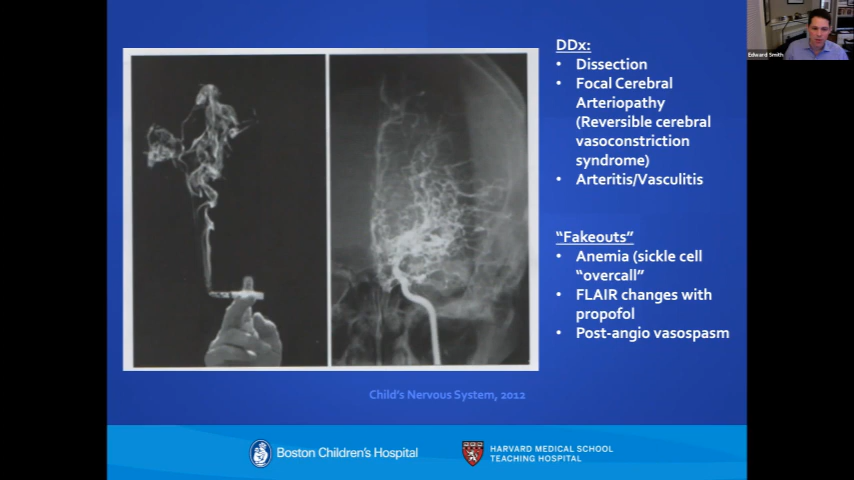 DDx:
• Dissection
• Focal Cerebral
Arteriopathy
(Reversible cerebral
vasoconstriction
syndrome)
• Arteritis/Vasculitis
"Fakeouts"
• Anemia (sickle cell
"overcall"
• FLAIR changes with
propofol
• Post-angio vasospasm
Child's Nervous System, 2012
Boston Children's Hospital
HARVARD MEDICAL SCHOOL
TEACHING HOSPITAL
Edward Smith